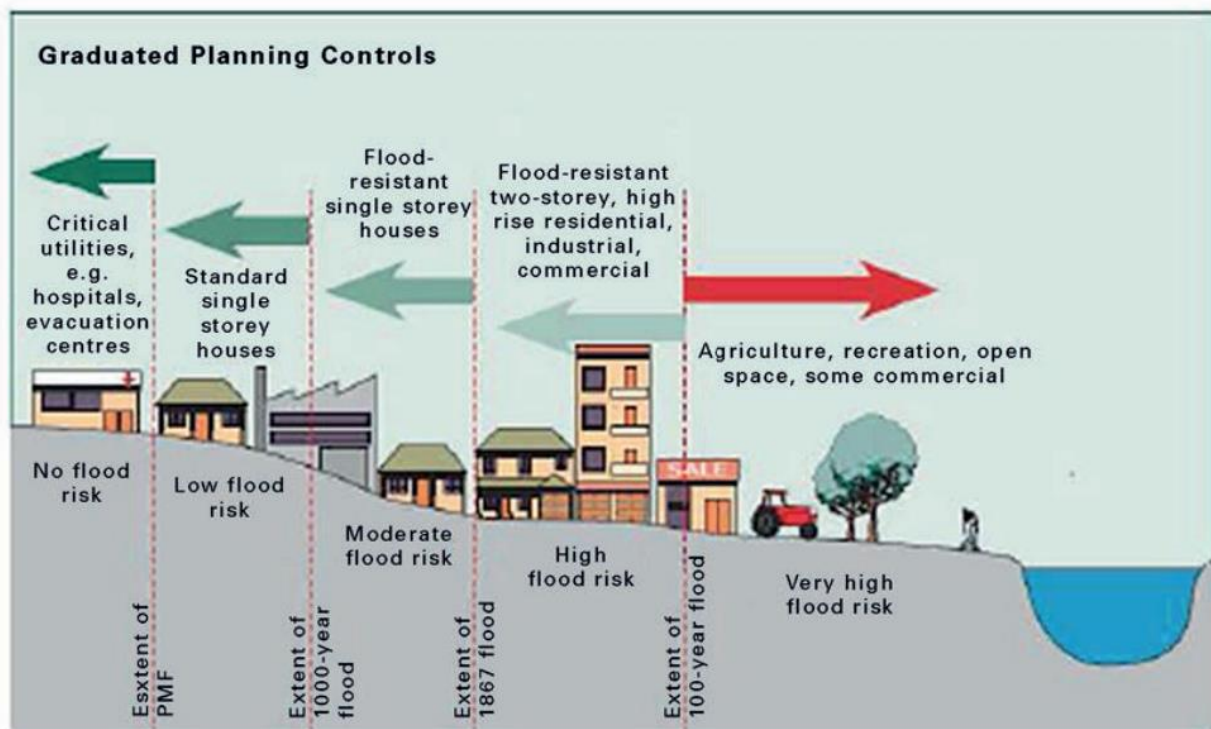 Graduated Planning Controls
Critical
utilities,
e.g.
hospitals,
evacuation
centres
Standard
single
storey
houses
Flood-
resistant
single storey
houses
Flood-resistant
two-storey, high
rise residential,
industrial,
commercial
Agriculture, recreation, open
space, some commercial
SALE
No flood
risk
Low flood
risk
Moderate
flood risk
High
flood risk
Very high
flood risk
Esxtent of
PMF
Extent of
1000-year
flood
Extent of
1867 flood
Extent of
100-year flood